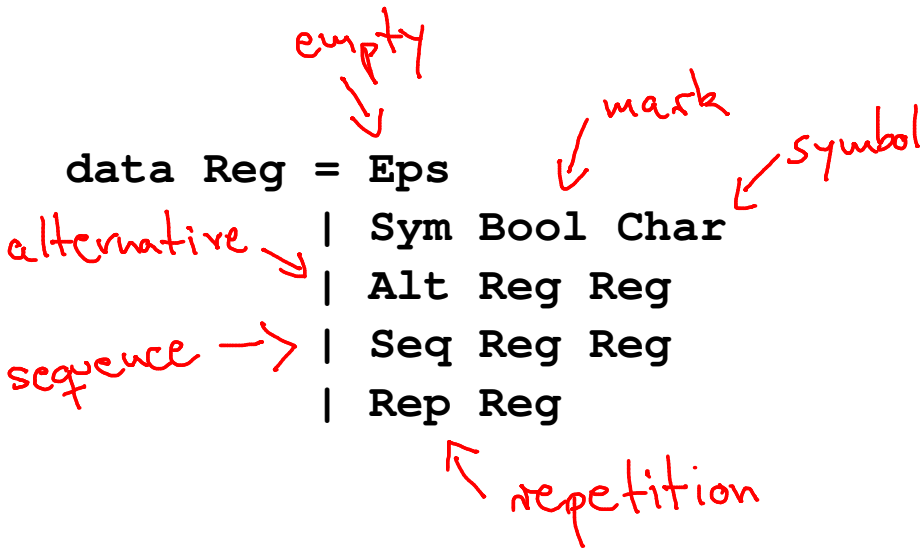 empty
mark
symbol
data Reg = Eps
| Sym Bool Char
alternative
| Alt Reg Reg
sequence
| Seq Reg Reg
| Rep Reg
repetition